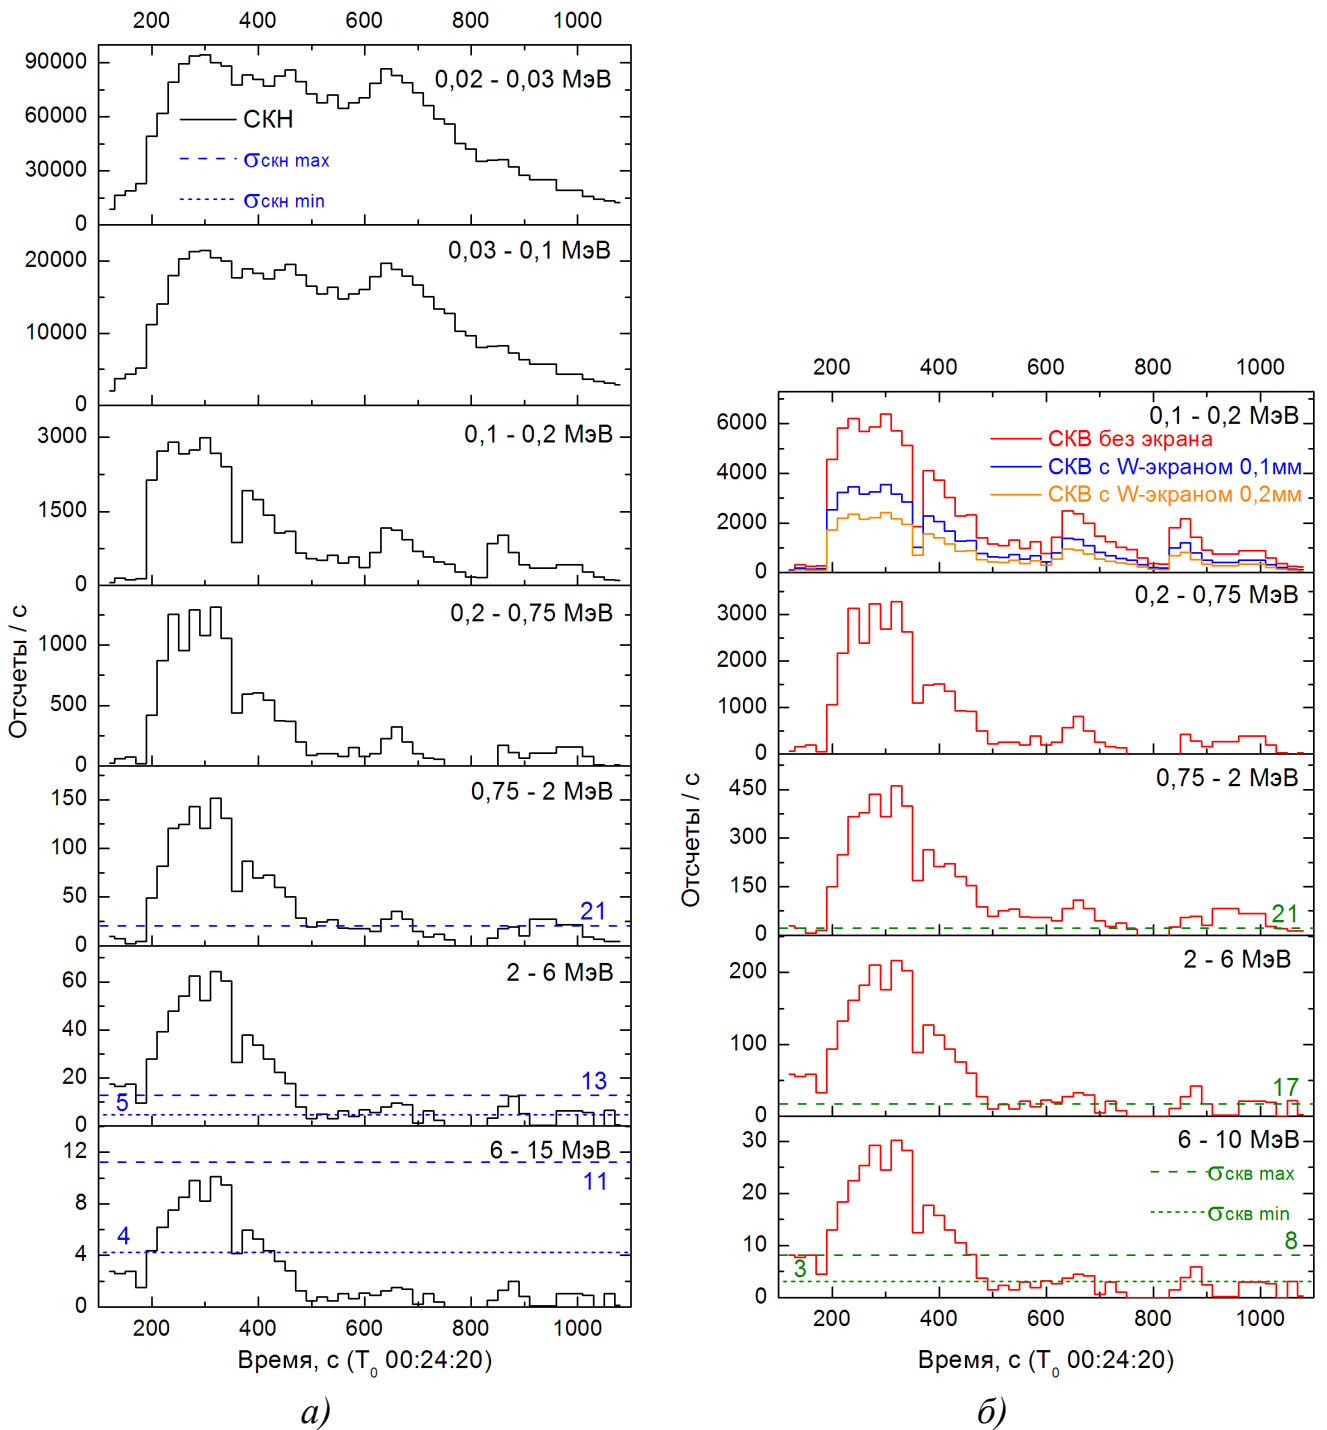 200 400 600 800 1000
90000
0,02 - 0,03 МэВ
60000
СКН
σскн max
30000
σскн min
0
0,03 - 0,1 МэВ
20000
10000
0
0,1 - 0,2 МэВ
3000
1500
0
0,2 - 0,75 МэВ
1000
500
0
0,75 - 2 МэВ
150
100
50
21
0
2 - 6 МэВ
60
40
20
13
5
0
6 - 15 МэВ
12
11
8
4
4
0
200 400 600 800 1000
Отсчеты / с
Время, с (T0 00:24:20)
а)
200 400 600 800 1000
6000
0,1 - 0,2 МэВ
СКВ без экрана
СКВ с W-экраном 0,1мм
4000
СКВ с W-экраном 0,2мм
2000
0
0,2 - 0,75 МэВ
3000
2000
1000
0
0,75 - 2 МэВ
450
300
150
21
0
2 - 6 МэВ
200
100
17
0
6 - 10 МэВ
30
σскв max
20
σскв min
10
8
3
0
200 400 600 800 1000
Отсчеты / с
Время, с (T0 00:24:20)
б)